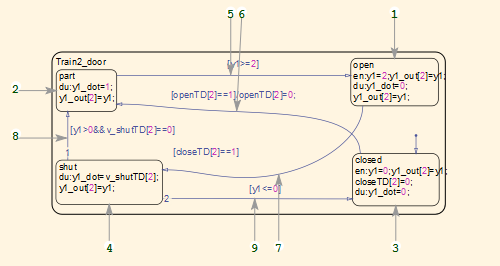 5 6 1
Train2_door
[y1>=2]
part
du:y1_dot=1;
y1_out[2]=y1;
open
en:y1=2;y1_out[2]=y1;
du:y1_dot=0;
y1_out[2]=y1;
2
[openTD[2]==1]/openTD[2]=0;
8
[y1>0&& v_shutTD[2]==0]
1
[closeTD[2]==1]
shut
du:y1_dot=v_shutTD[2];
y1_out[2]=y1;
closed
en:y1=0;y1_out[2]=y1;
closeTD[2]=0;
du:y1_dot=0;
[y1<=0]
2
4 9 7 3